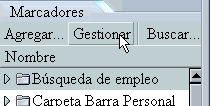 Marcadores
Agregar... Gestionar Buscar...
Nombre
Búsqueda de empleo
Carpeta Barra Personal